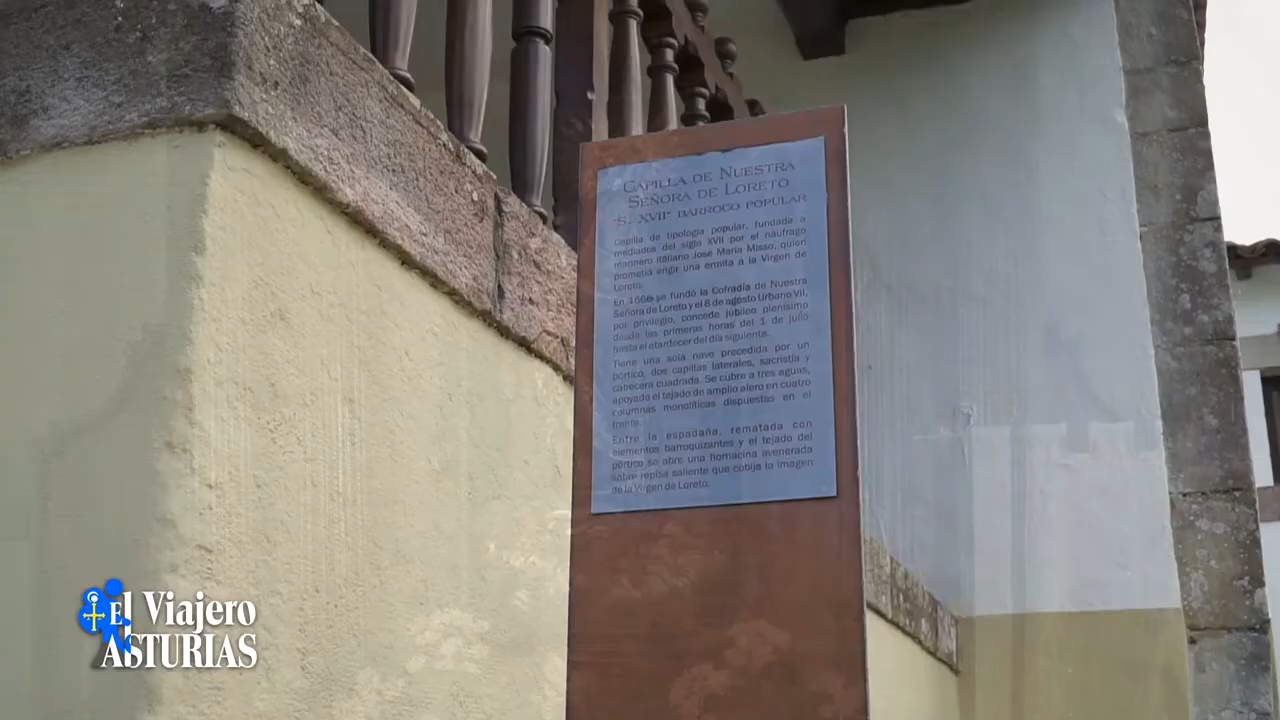 CAPILLA DE NUESTRA
SEÑORA DE LORETO
"S. XVII" BARROCO POPULAR
Capilla de tipología popular, fundada a
mediados del siglo XVII por el náufrago
marinero italiano José María Misso, quien
prometió erigir una ermita a la Virgen de
Loreto.
En 1666 se fundó la Cofradía de Nuestra
Señora de Loreto y el 8 de agosto Urbano VII,
por privilegio, concede jubileo plenísimo
desde las primeras horas del 1 de julio
hasta el atardecer del día siguiente.
Tiene una sola nave precedida por un
pórtico, dos capillas laterales, sacristía y
cabecera cuadrada. Se cubre a tres aguas,
apoyado el tejado de amplio alero en cuatro
columnas monolíticas dispuestas en el
frente.
Entre la espadaña, rematada con
elementos barroquizantes y el tejado del
pórtico se abre una hornacina avenerada
sobre repisa saliente que cobija la imagen
de la Virgen de Loreto.
El Viajero
ASTURIAS